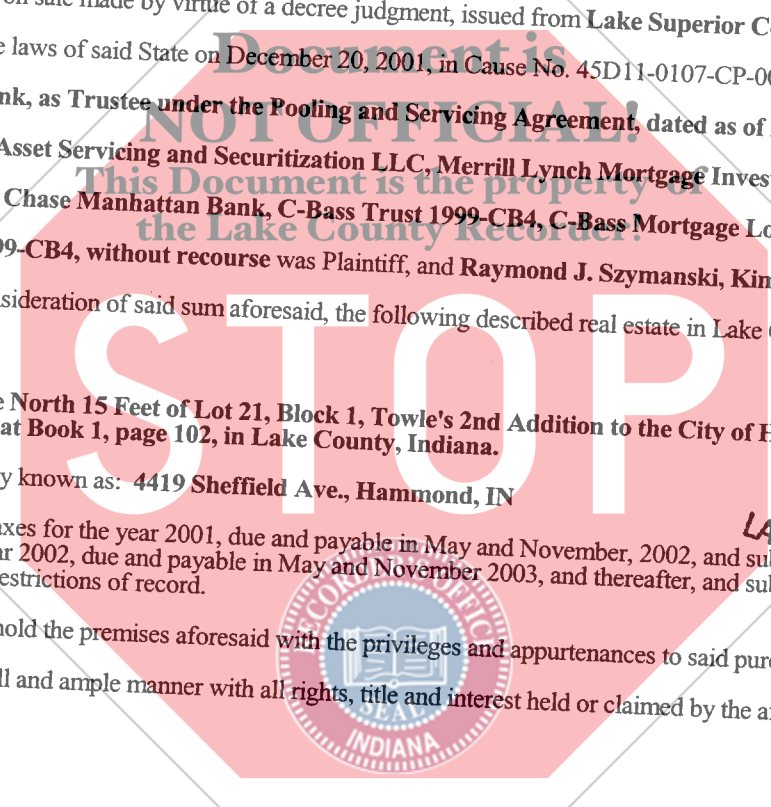 on sale made by virtue of a decree judgment, issued from Lake Superior C
e laws of said State on December 20, 2001, in Cause No. 45D11-0107-CP-00
nk, as Trustee under the Pooling and Servicing Agreement, dated as of
Asset Servicing and Securitization LLC, Merrill Lynch Mortgage Inves
Chase Manhattan Bank, C-Bass Trust 1999-CB4, C-Bass Mortgage Lo
99-CB4, without recourse was Plaintiff, and Raymond J. Szymanski, Kin
nsideration of said sum aforesaid, the following described real estate in Lake
e North 15 Feet of Lot 21, Block 1, Towle's 2nd Addition to the City of H
at Book 1, page 102, in Lake County, Indiana.
y known as: 4419 Sheffield Ave., Hammond, IN
axes for the year 2001, due and payable in May and November, 2002, and sub
ar 2002, due and payable in May and November 2003, and thereafter, and sub
estrictions of record.
hold the premises aforesaid with the privileges and appurtenances to said pur
ll and ample manner with all rights, title and interest held or claimed by the a
LA
Document is
NOT OFFICIAL!
This Document is the property of
the Lake County Recorder!
STOP
SEAL
INDIANA